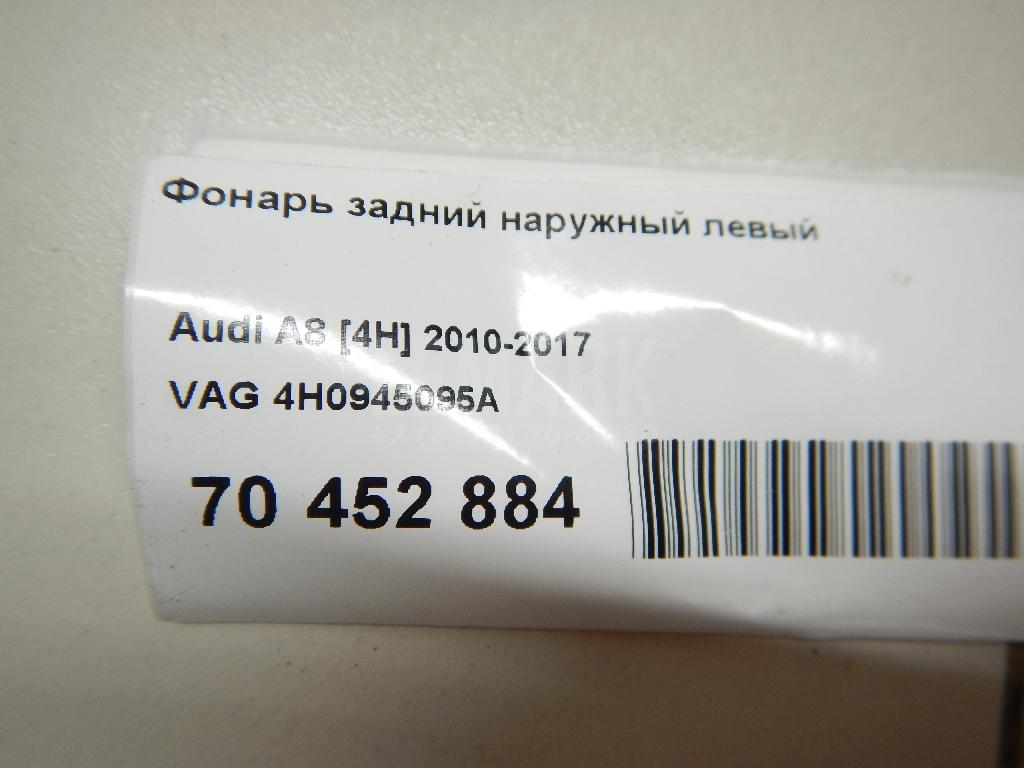 Фонарь задний наружный левый
Audi A8 [4H] 2010-2017
VAG 4H0945095A
70 452 884